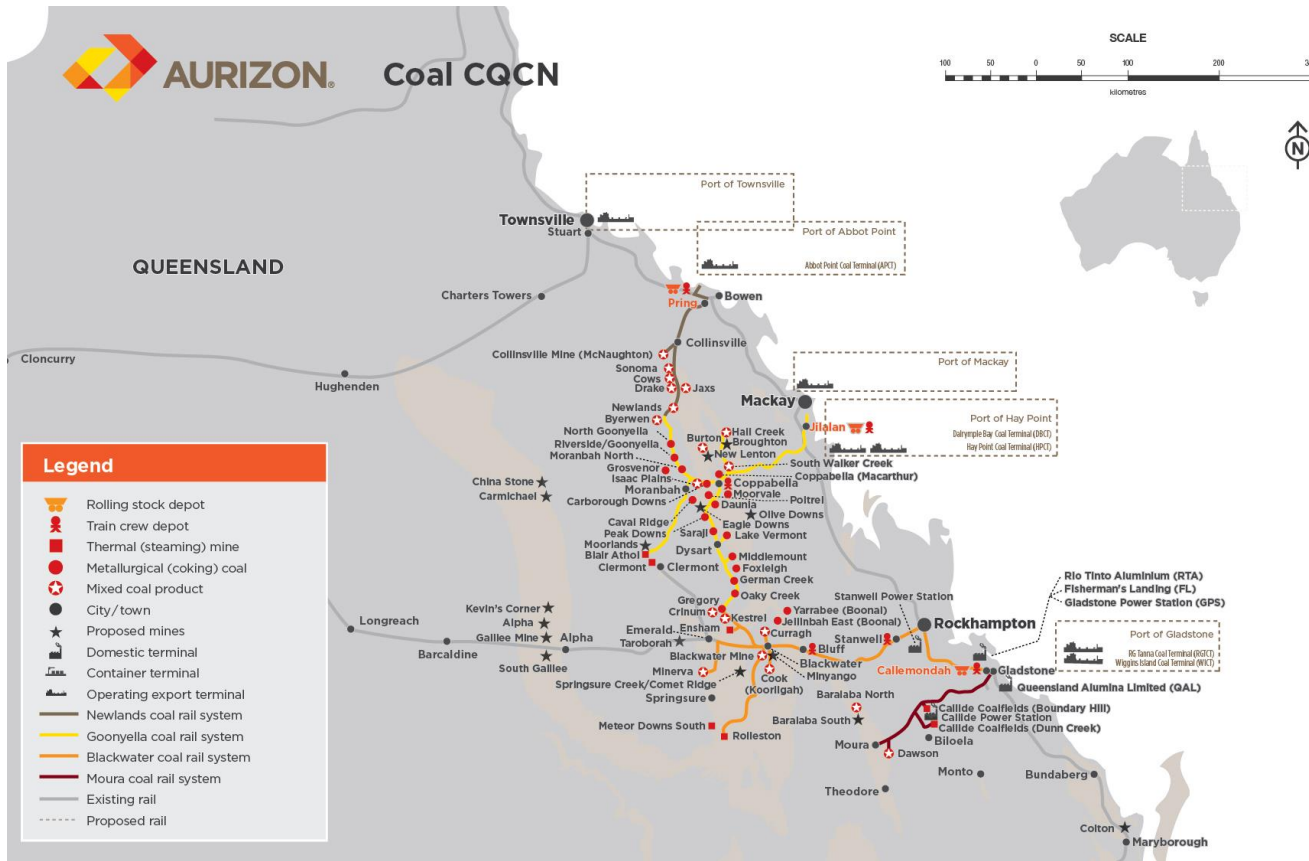 AURIZON®
Coal CQCN
SCALE
100 50 0 50 100 200
kilometres
N
QUEENSLAND
Port of Townsville
Townsville
Stuart
Port of Abbot Point
Abbot Point Coal Terminal (APCT)
Charters Towers
Pring
Bowen
Cloncurry
Hughenden
Collinsville
Collinsville Mine (McNaughton)
Sonoma
Cows
Drake
Jaxs
Newlands
Byerwen
Port of Mackay
Mackay
Port of Hay Point
Jilalan
Dalrymple Bay Coal Terminal (DBCT)
Hay Point Coal Terminal (HPCT)
North Goonyella
Riverside/Goonyella
Moranbah North
Grosvenor
Isaac Plains
Moranbah
Carborough Downs
Burton
Hall Creek
Broughton
New Lenton
South Walker Creek
Coppabella (Macarthur)
Coppabella
Moorvale
Poitrel
Daunia
Olive Downs
Eagle Downs
Lake Vermont
China Stone
Carmichael
Caval Ridge
Peak Downs
Saraji
Moorlands
Dysart
Blair Athol
Clermont
Clermont
Middlemount
Foxleigh
German Creek
Oaky Creek
Gregory
Crinum
Kestrel
Ensham
Emerald
Taroborah
Yarrabee (Boonal)
Jellinbah East (Boonal)
Curragh
Stanwell Power Station
Stanwell
Rockhampton
Bluff
Blackwater
Minyango
Blackwater Mine
Cook
(Koorilgah)
Minerva
Springsure Creek/Comet Ridge
Springsure
Meteor Downs South
Rolleston
Kevin's Corner
Alpha
Galilee Mine
Alpha
South Galilee
Longreach
Barcaldine
Rio Tinto Aluminium (RTA)
Fisherman's Landing (FL)
Gladstone Power Station (GPS)
Port of Gladstone
RG Tanna Coal Terminal (RGTCT)
Wiggins Island Coal Terminal (WICT)
Callemondah
Gladstone
Queensland Alumina Limited (QAL)
Baralaba North
Baralaba South
Callide Coalfields (Boundary Hill)
Callide Power Station
Callide Coalfields (Dunn Creek)
Moura
Dawson
Biloela
Theodore
Monto
Bundaberg
Colton
Maryborough
Legend
Rolling stock depot
Train crew depot
Thermal (steaming) mine
Metallurgical (coking) coal
Mixed coal product
City/town
Proposed mines
Domestic terminal
Container terminal
Operating export terminal
Newlands coal rail system
Goonyella coal rail system
Blackwater coal rail system
Moura coal rail system
Existing rail
Proposed rail